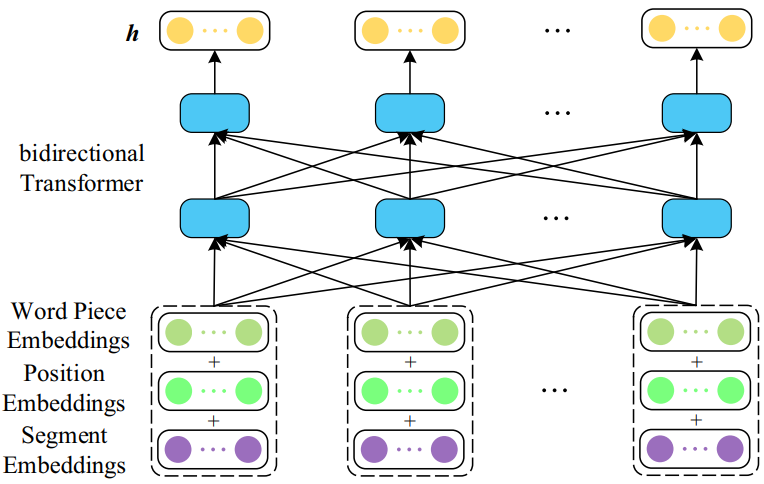 h
bidirectional
Transformer
Word Piece
Embeddings
+ + +
Position
Embeddings
+ + +
Segment
Embeddings